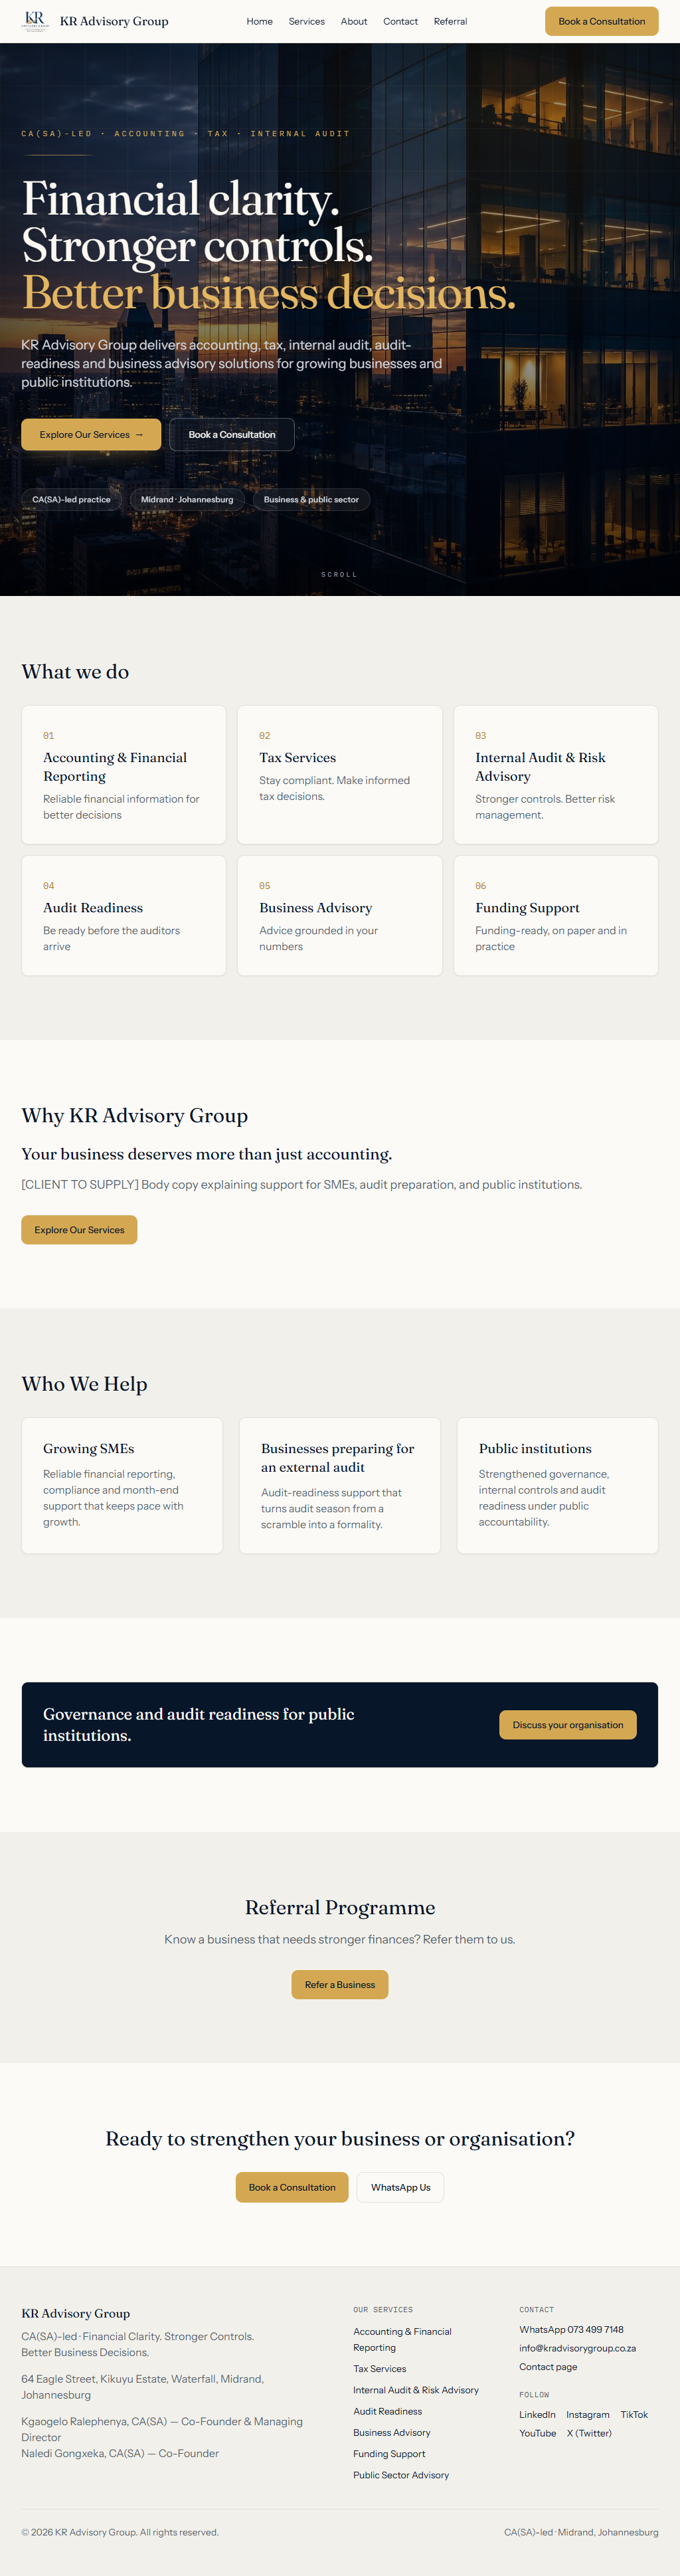 KR
KR Advisory Group
Home
Services
About
Contact
Referral
Book a Consultation
CA(SA)-LED · ACCOUNTING · TAX · INTERNAL AUDIT
Financial clarity.
Stronger controls.
Better business decisions.
KR Advisory Group delivers accounting, tax, internal audit, audit-
readiness and business advisory solutions for growing businesses and
public institutions.
Explore Our Services →
Book a Consultation
CA(SA)-led practice
Midrand · Johannesburg
Business & public sector
SCROLL
What we do
01
Accounting & Financial
Reporting
Reliable financial information for
better decisions
02
Tax Services
Stay compliant. Make informed
tax decisions.
03
Internal Audit & Risk
Advisory
Stronger controls. Better risk
management.
04
Audit Readiness
Be ready before the auditors
arrive
05
Business Advisory
Advice grounded in your
numbers
06
Funding Support
Funding-ready, on paper and in
practice
Why KR Advisory Group
Your business deserves more than just accounting.
[CLIENT TO SUPPLY] Body copy explaining support for SMEs, audit preparation, and public institutions.
Explore Our Services
Who We Help
Growing SMEs
Reliable financial reporting,
compliance and month-end
support that keeps pace with
growth.
Businesses preparing for
an external audit
Audit-readiness support that
turns audit season from a
scramble into a formality.
Public institutions
Strengthened governance,
internal controls and audit
readiness under public
accountability.
Governance and audit readiness for public
institutions.
Discuss your organisation
Referral Programme
Know a business that needs stronger finances? Refer them to us.
Refer a Business
Ready to strengthen your business or organisation?
Book a Consultation
WhatsApp Us
KR Advisory Group
CA(SA)-led · Financial Clarity. Stronger Controls.
Better Business Decisions.
64 Eagle Street, Kikuyu Estate, Waterfall, Midrand,
Johannesburg
Kgaogelo Ralephenya, CA(SA) — Co-Founder & Managing
Director
Naledi Gongxeka, CA(SA) — Co-Founder
OUR SERVICES
Accounting & Financial
Reporting
Tax Services
Internal Audit & Risk Advisory
Audit Readiness
Business Advisory
Funding Support
Public Sector Advisory
CONTACT
WhatsApp 073 499 7148
info@kradvisorygroup.co.za
Contact page
FOLLOW
LinkedIn
Instagram
TikTok
YouTube
X (Twitter)
© 2026 KR Advisory Group. All rights reserved.
CA(SA)-led · Midrand, Johannesburg